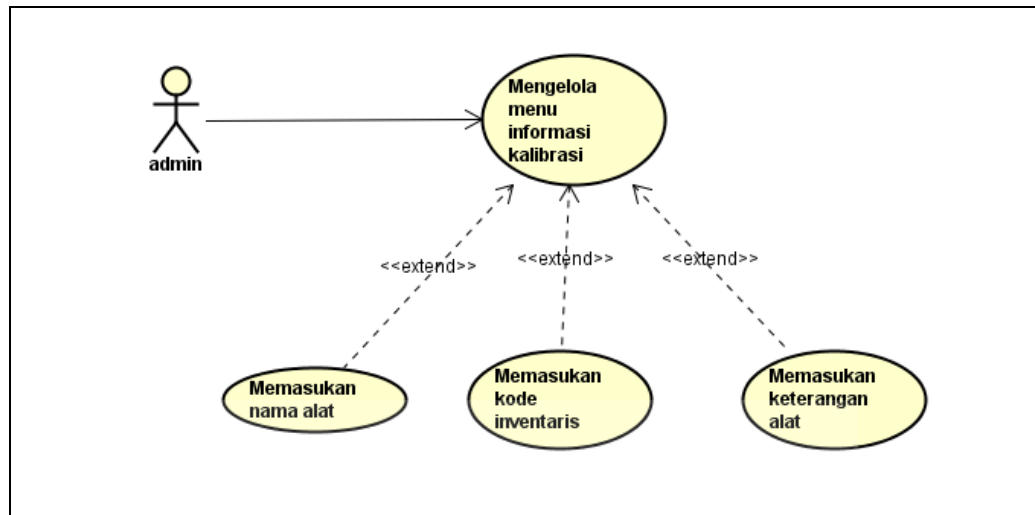 admin
Mengelola
menu
informasi
kalibrasi
<<extend>>
<<extend>>
<<extend>>
Memasukan
nama alat
Memasukan
kode
inventaris
Memasukan
keterangan
alat